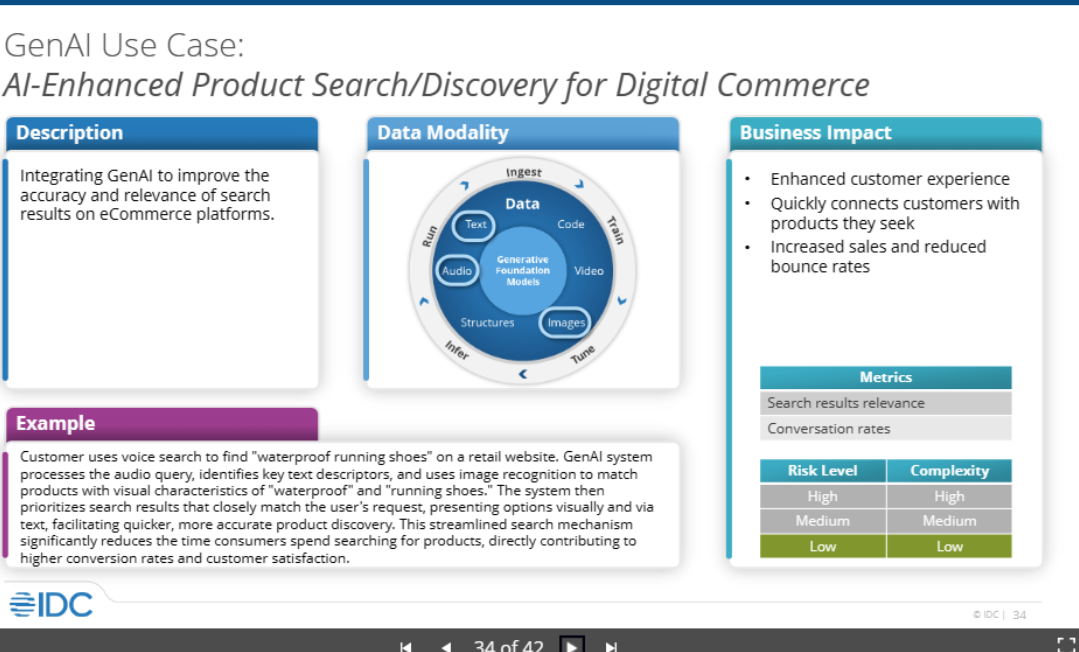 GenAI Use Case:
AI-Enhanced Product Search/Discovery for Digital Commerce
Description
Integrating GenAI to improve the
accuracy and relevance of search
results on eCommerce platforms.
Data Modality
Ingest
Train
Tune
Infer
Run
Data
Text
Code
Audio
Generative
Foundation
Models
Video
Structures
Images
Business Impact
• Enhanced customer experience
• Quickly connects customers with
products they seek
• Increased sales and reduced
bounce rates
Metrics
Search results relevance
Conversation rates
Risk Level Complexity
High High
Medium Medium
Low Low
Example
Customer uses voice search to find "waterproof running shoes" on a retail website. GenAI system
processes the audio query, identifies key text descriptors, and uses image recognition to match
products with visual characteristics of "waterproof" and "running shoes." The system then
prioritizes search results that closely match the user's request, presenting options visually and via
text, facilitating quicker, more accurate product discovery. This streamlined search mechanism
significantly reduces the time consumers spend searching for products, directly contributing to
higher conversion rates and customer satisfaction.
IDC
© IDC | 34
34 of 42